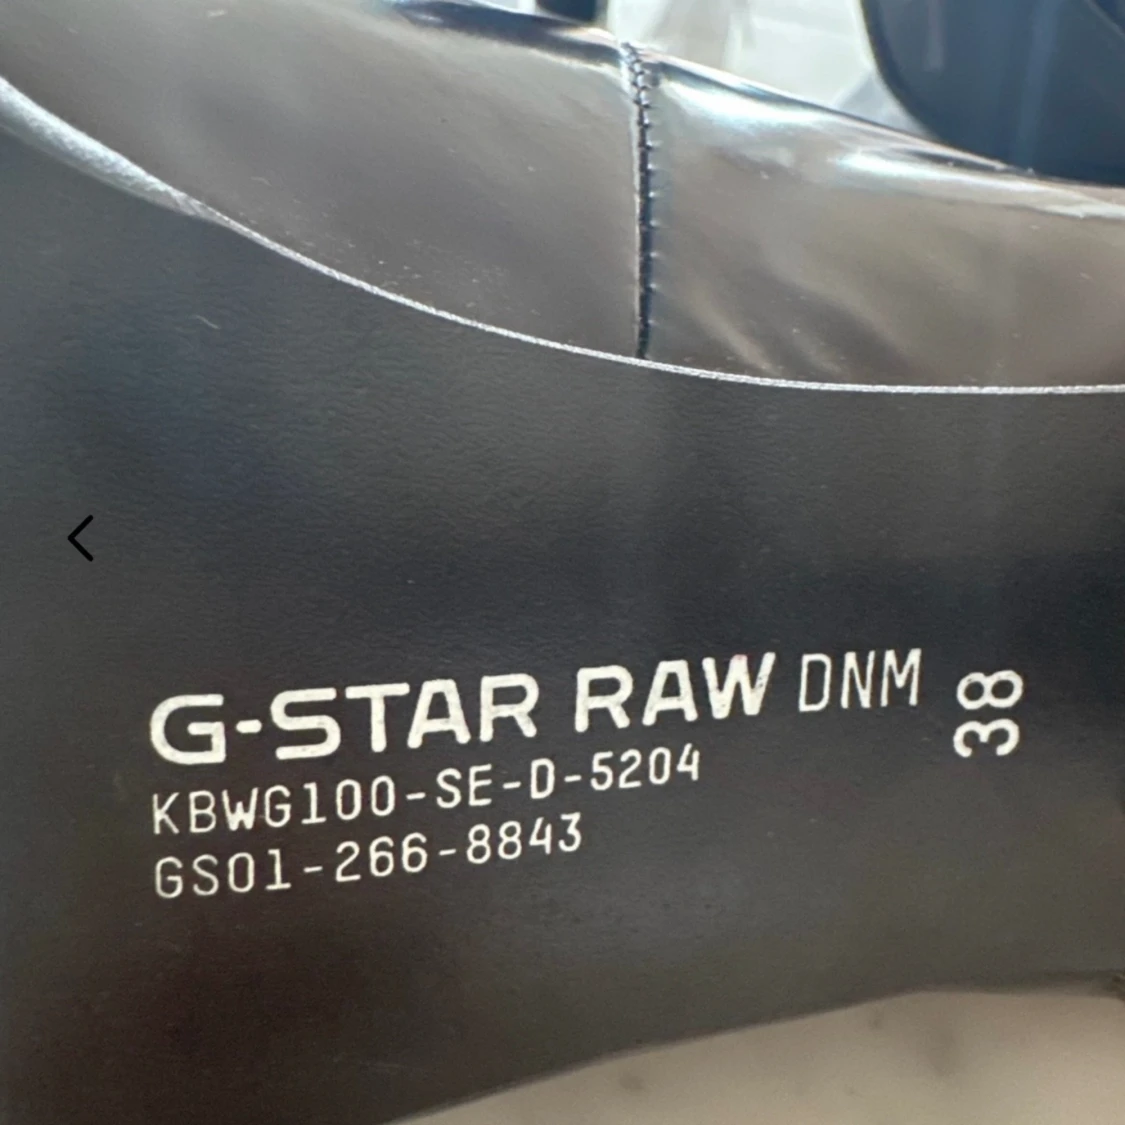 G-STAR RAW DNM
KBWG100-SE-D-5204
GS01-266-8843
38